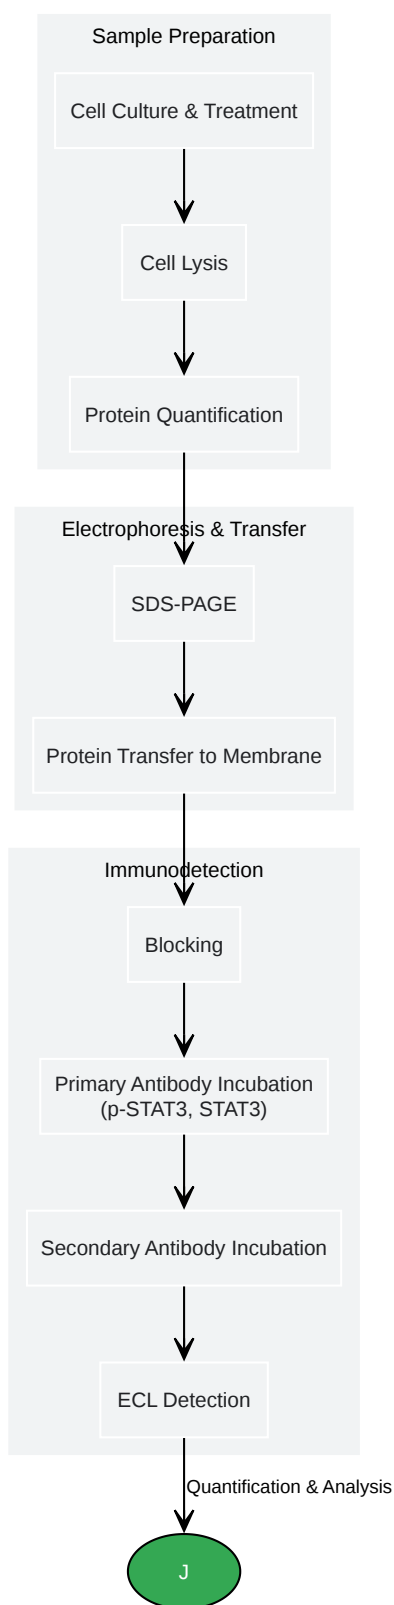 Sample Preparation
Cell Culture & Treatment
Cell Lysis
Protein Quantification
Electrophoresis & Transfer
SDS-PAGE
Protein Transfer to Membrane
Immunodetection
Blocking
Primary Antibody Incubation
(p-STAT3, STAT3)
Secondary Antibody Incubation
ECL Detection
Quantification & Analysis
J